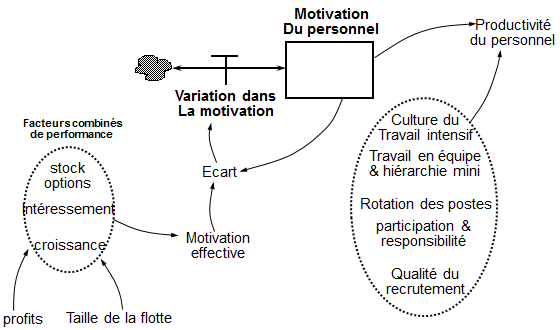 Motivation
Du personnel
Productivité
du personnel
Variation dans
La motivation
Facteurs combinés
de performance
stock
options
intéressement
croissance
Ecart
Motivation
effective
profits
Taille de la flotte
Culture du
Travail intensif
Travail en équipe
& hiérarchie mini
Rotation des postes
participation &
responsibilité
Qualité du
recrutement